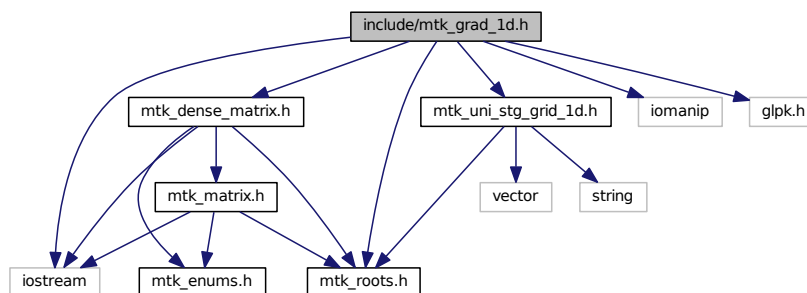 include/mtk_grad_1d.h
mtk_dense_matrix.h
mtk_uni_stg_grid_1d.h
iomanip
glpk.h
mtk_matrix.h
vector
string
iostream
mtk_enums.h
mtk_roots.h